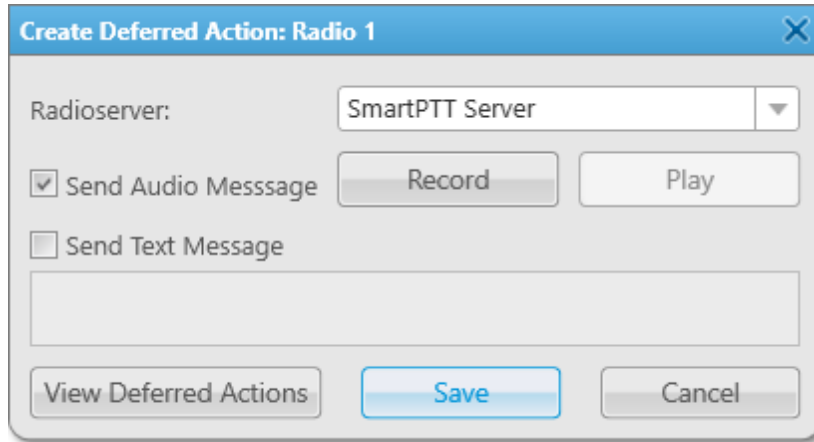 Create Deferred Action: Radio 1
Radioserver: SmartPTT Server
Send Audio Messsage Record Play
Send Text Message
View Deferred Actions Save Cancel